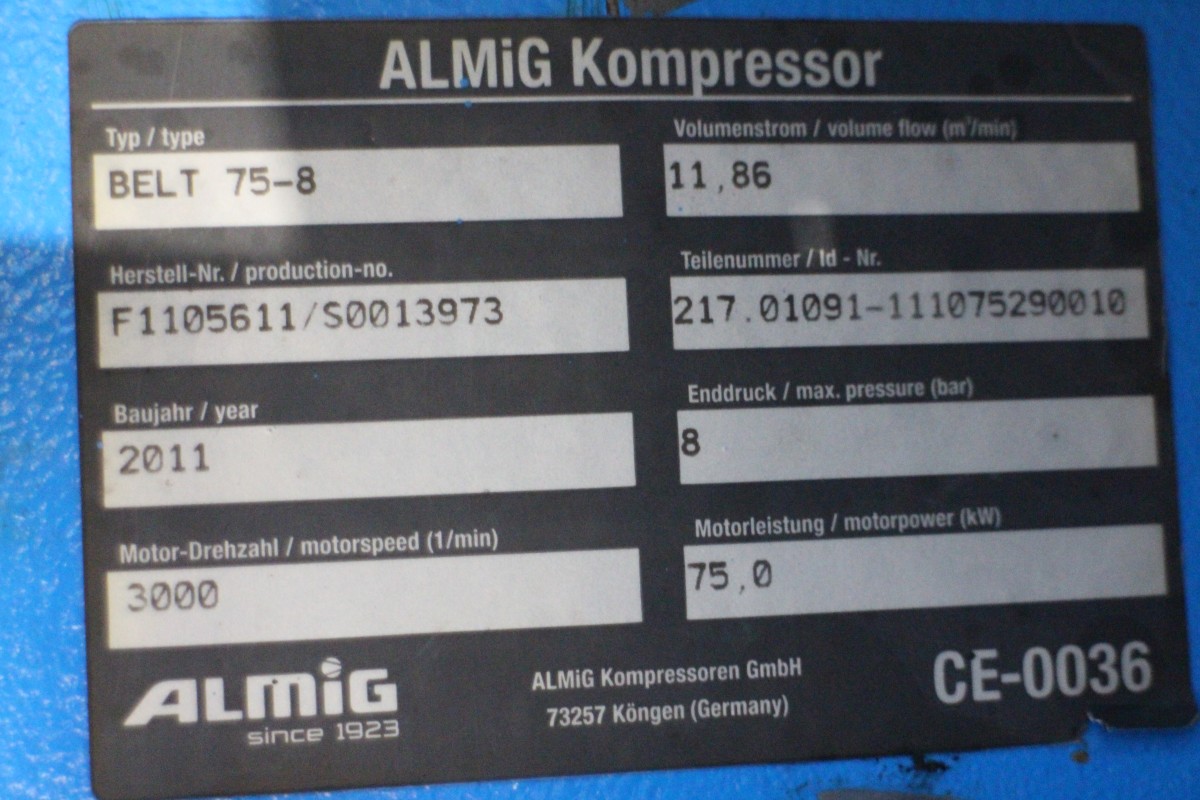 ALMiG Kompressor
Typ / type
BELT 75-8
Volumenstrom / volume flow (m³/min)
11,86
Herstell-Nr. / production-no.
F1105611/S0013973
Teilenummer / Id - Nr.
217.01091-111075290010
Baujahr / year
2011
Enddruck / max. pressure (bar)
8
Motor-Drehzahl / motorspeed (1/min)
3000
Motorleistung / motorpower (kW)
75,0
ALMiG
since 1923
ALMiG Kompressoren GmbH
73257 Köngen (Germany)
CE-0036